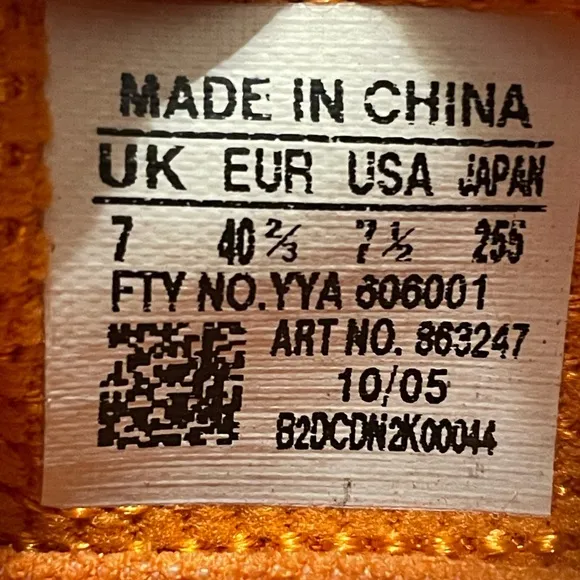 MADE IN CHINA
UK EUR USA JAPAN
7 40 2/3 7 1/2 255
FTY NO.YYA 606001
ART NO. 863247
10/05
B2DCDN2K00044